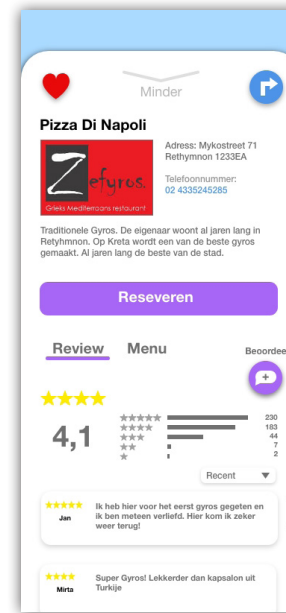 Minder
Pizza Di Napoli
Zefyros.
Grieks Mediterraans restaurant
Adress: Mykostreet 71
Rethymnon 1233EA
Telefoonnummer:
02 4335245285
Traditionele Gyros. De eigenaar woont al jaren lang in
Retyhmnon. Op Kreta wordt een van de beste gyros
gemaakt. Al jaren lang de beste van de stad.
Reseveren
Review Menu
Beoordee
4,1
230
183
44
7
2
Recent
Jan
Ik heb hier voor het eerst gyros gegeten en
ik ben meteen verliefd. Hier kom ik zeker
weer terug!
Mirta
Super Gyros! Lekkerder dan kapsalon uit
Turkije